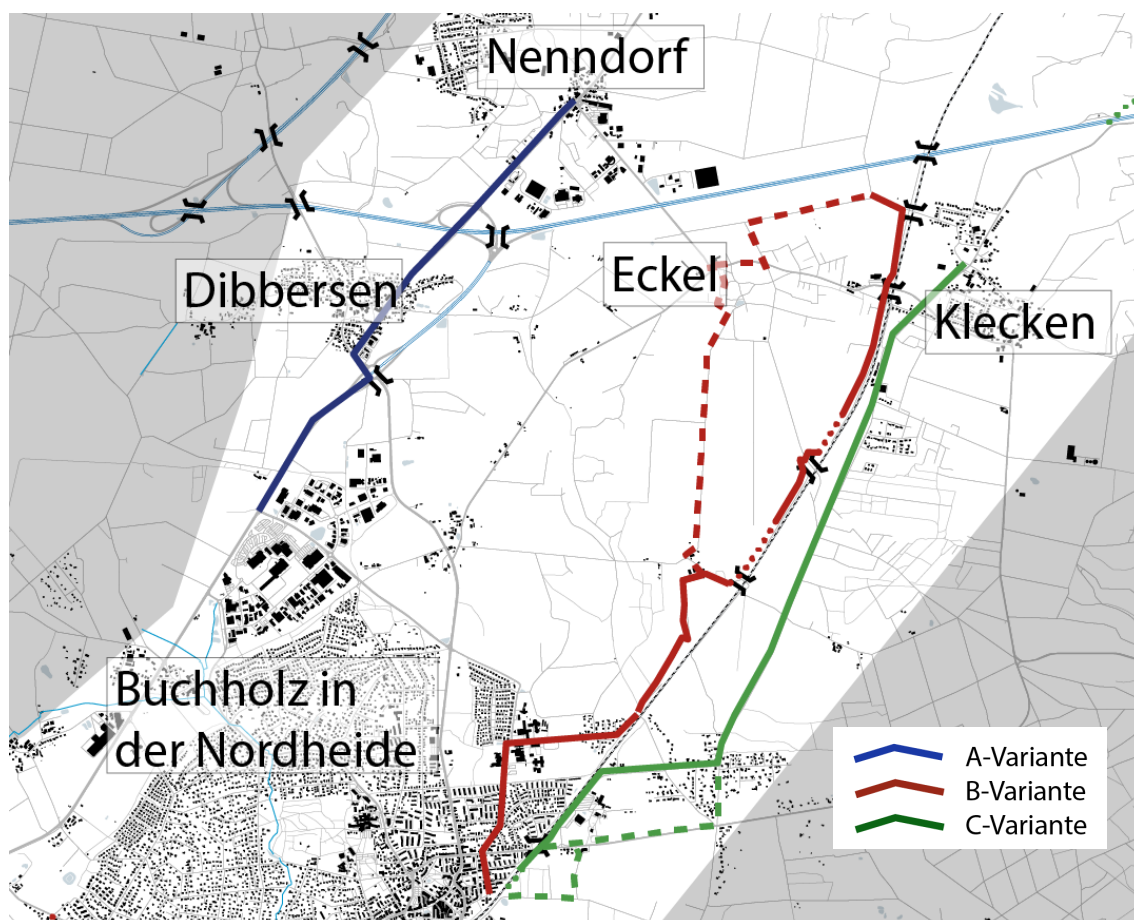 Nenndorf
Dibbersen
Eckel
Klecken
Buchholz in
der Nordheide
A-Variante
B-Variante
C-Variante